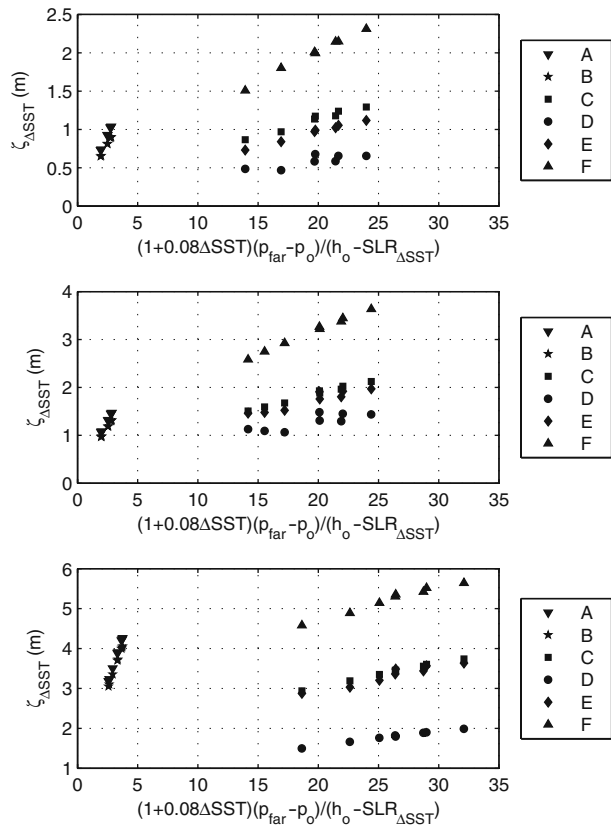 2.5
2
1.5
1
0.5
0
ζΔSST (m)
0 5 10 15 20 25 30 35
(1+0.08ΔSST)(pfar−po)/(ho−SLRΔSST)
A
B
C
D
E
F
4
3
2
1
0
ζΔSST (m)
0 5 10 15 20 25 30 35
(1+0.08ΔSST)(pfar−po)/(ho−SLRΔSST)
A
B
C
D
E
F
6
5
4
3
2
1
ζΔSST (m)
0 5 10 15 20 25 30 35
(1+0.08ΔSST)(pfar−po)/(ho−SLRΔSST)
A
B
C
D
E
F